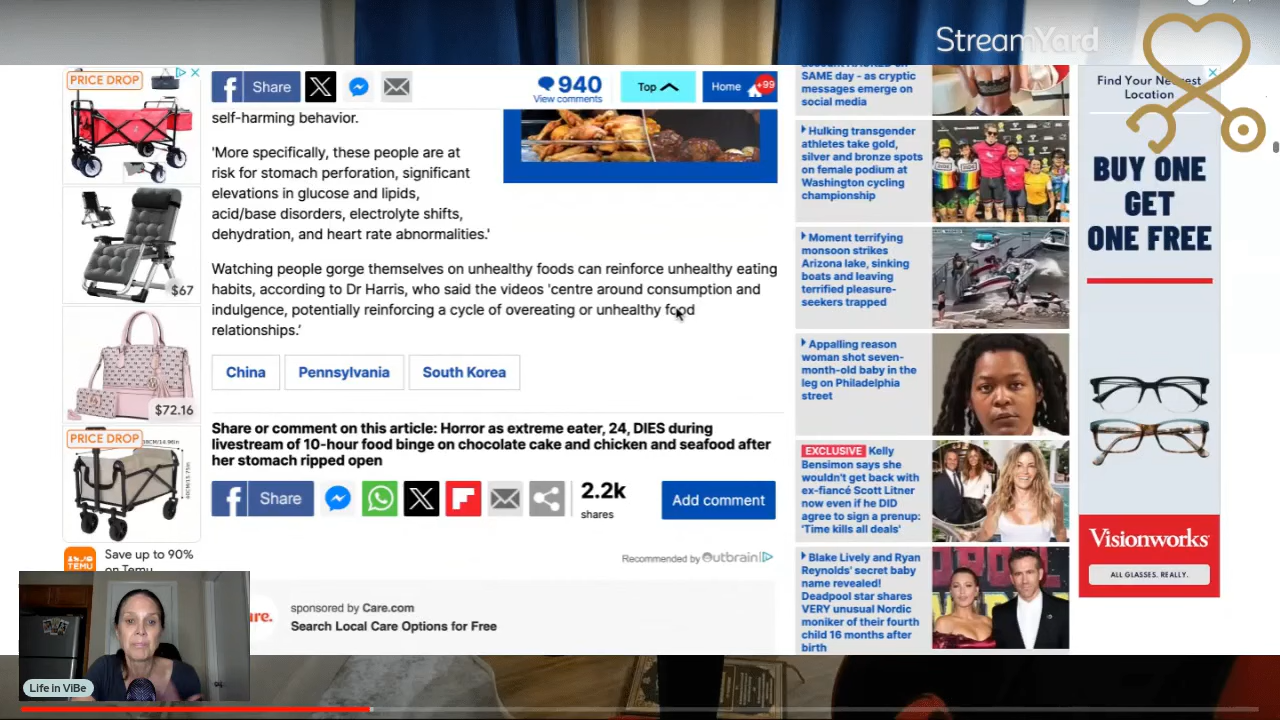 StreamYard
PRICE DROP
$67
$72.16
PRICE DROP
Save up to 90%
on Temu
TEMU
Share
940
View comments
Top
Home
+99
self-harming behavior.
'More specifically, these people are at
risk for stomach perforation, significant
elevations in glucose and lipids,
acid/base disorders, electrolyte shifts,
dehydration, and heart rate abnormalities.'
Watching people gorge themselves on unhealthy foods can reinforce unhealthy eating
habits, according to Dr Harris, who said the videos 'centre around consumption and
indulgence, potentially reinforcing a cycle of overeating or unhealthy food
relationships.'
China
Pennsylvania
South Korea
Share or comment on this article: Horror as extreme eater, 24, DIES during
livestream of 10-hour food binge on chocolate cake and chicken and seafood after
her stomach ripped open
Share
2.2k
shares
Add comment
Recommended by Outbrain
re.
sponsored by Care.com
Search Local Care Options for Free
SAME day - as cryptic
messages emerge on
social media
Hulking transgender
athletes take gold,
silver and bronze spots
on female podium at
Washington cycling
championship
Moment terrifying
monsoon strikes
Arizona lake, sinking
boats and leaving
terrified pleasure-
seekers trapped
Appalling reason
woman shot seven-
month-old baby in the
leg on Philadelphia
street
EXCLUSIVE Kelly
Bensimon says she
wouldn't get back with
ex-fiancé Scott Litner
now even if he DID
agree to sign a prenup:
'Time kills all deals'
Blake Lively and Ryan
Reynolds' secret baby
name revealed!
Deadpool star shares
VERY unusual Nordic
moniker of their fourth
child 16 months after
birth
Find Your Nearest
Location
BUY ONE
GET
ONE FREE
Visionworks
ALL GLASSES. REALLY.
Life in ViBe